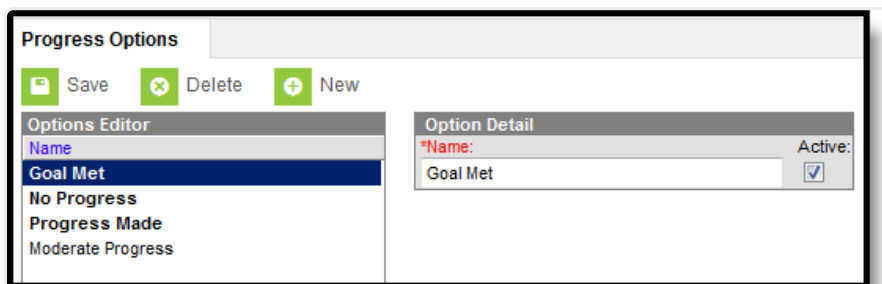 Progress Options
Save Delete New
Options Editor
Name
Goal Met
No Progress
Progress Made
Moderate Progress
Option Detail
*Name: Active:
Goal Met